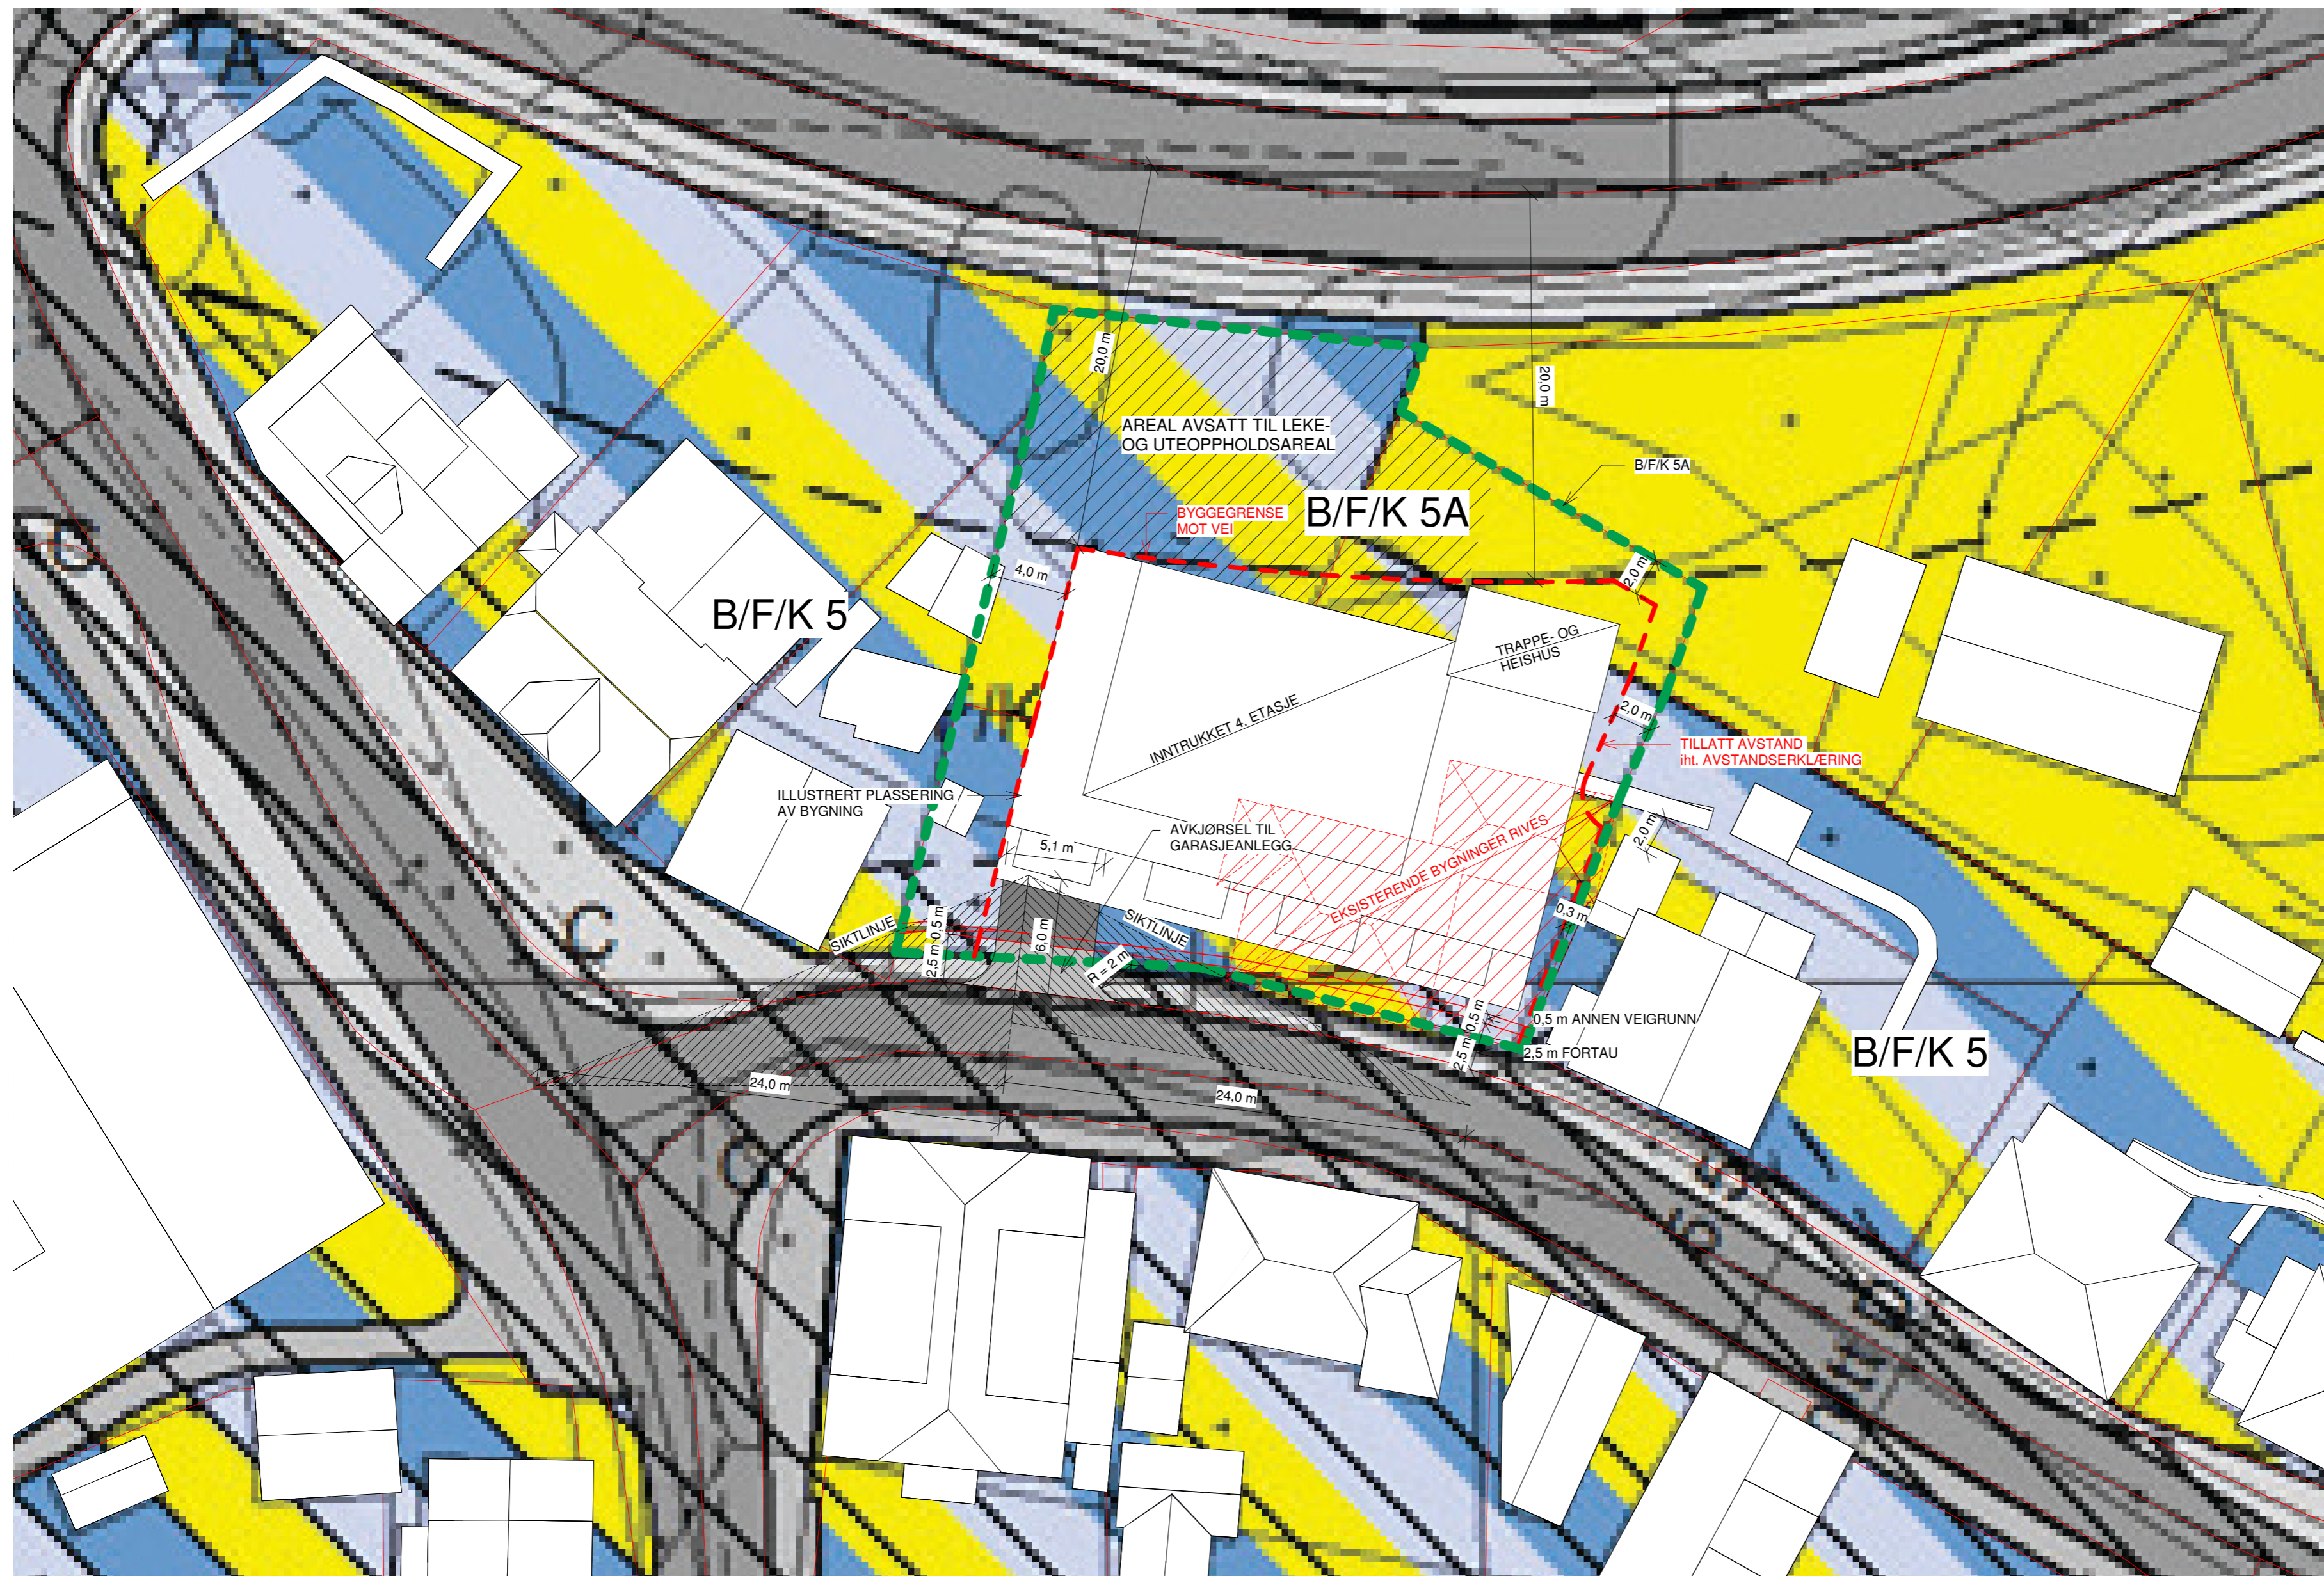 20,0 m
20,0 m
AREAL AVSATT TIL LEKE-
OG UTEOPPHOLDSAREAL
B/F/K 5A
B/F/K 5A
BYGGEGRENSE
MOT VEI
4,0 m
2,0 m
B/F/K 5
TRAPPE- OG
HEISHUS
INNTRUKKET 4. ETASJE
2,0 m
TILLATT AVSTAND
iht. AVSTANDSERKLÆRING
ILLUSTRERT PLASSERING
AV BYGNING
AVKJØRSEL TIL
GARASJEANLEGG
5,1 m
2,0 m
EKSISTERENDE BYGNINGER RIVES
0,3 m
SIKTLINJE
0,5 m
2,5 m
6,0 m
SIKTLINJE
R = 2 m
0,5 m
2,5 m
0,5 m ANNEN VEIGRUNN
2,5 m FORTAU
B/F/K 5
24,0 m
24,0 m